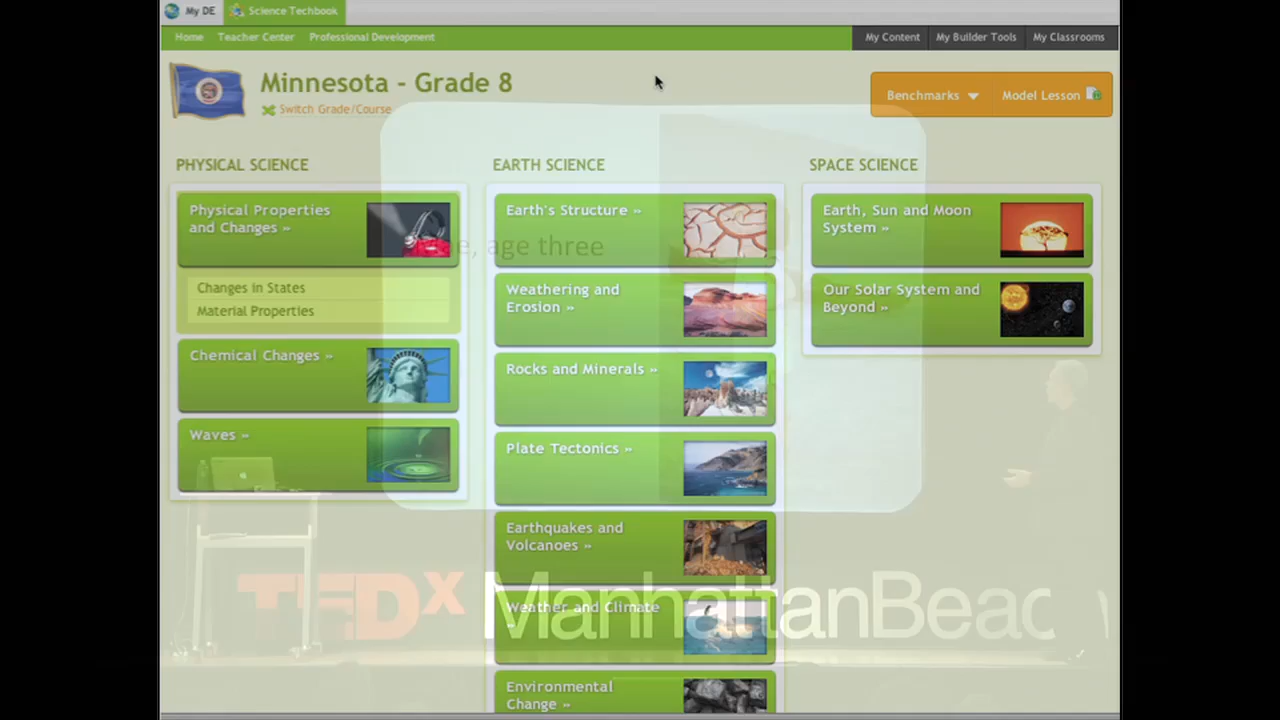 My DE
Science Techbook
Home
Teacher Center
Professional Development
My Content
My Builder Tools
My Classrooms
Minnesota - Grade 8
Switch Grade/Course
Benchmarks
Model Lesson
PHYSICAL SCIENCE
Physical Properties
and Changes »
Changes in States
Material Properties
Chemical Changes »
Waves »
EARTH SCIENCE
Earth's Structure »
Weathering and
Erosion »
Rocks and Minerals »
Plate Tectonics »
Earthquakes and
Volcanoes »
Weather and Climate
»
Environmental
Change »
SPACE SCIENCE
Earth, Sun and Moon
System »
Our Solar System and
Beyond »
age three
TEDx ManhattanBeac